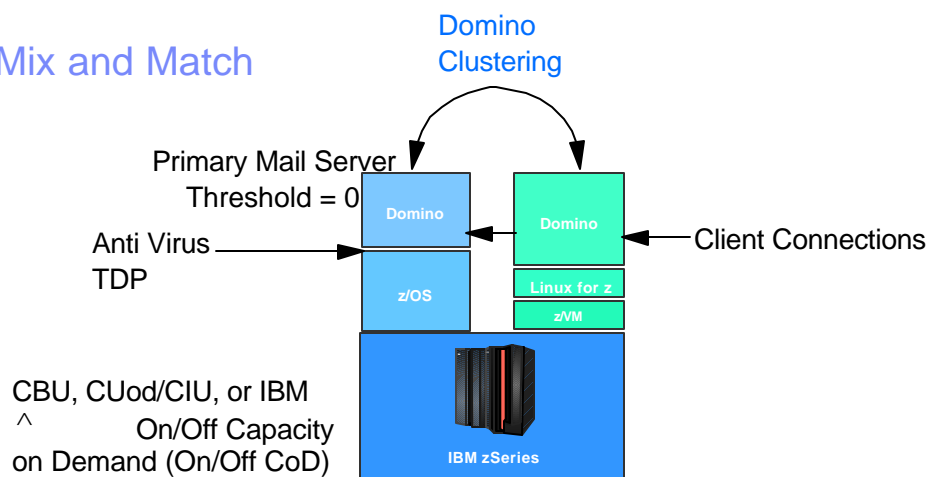 Mix and Match
Domino
Clustering
Primary Mail Server
Threshold = 0
Anti Virus
TDP
Domino
Domino
Client Connections
z/OS
Linux for z
z/VM
CBU, CUod/CIU, or IBM
^ On/Off Capacity
on Demand (On/Off CoD)
IBM zSeries